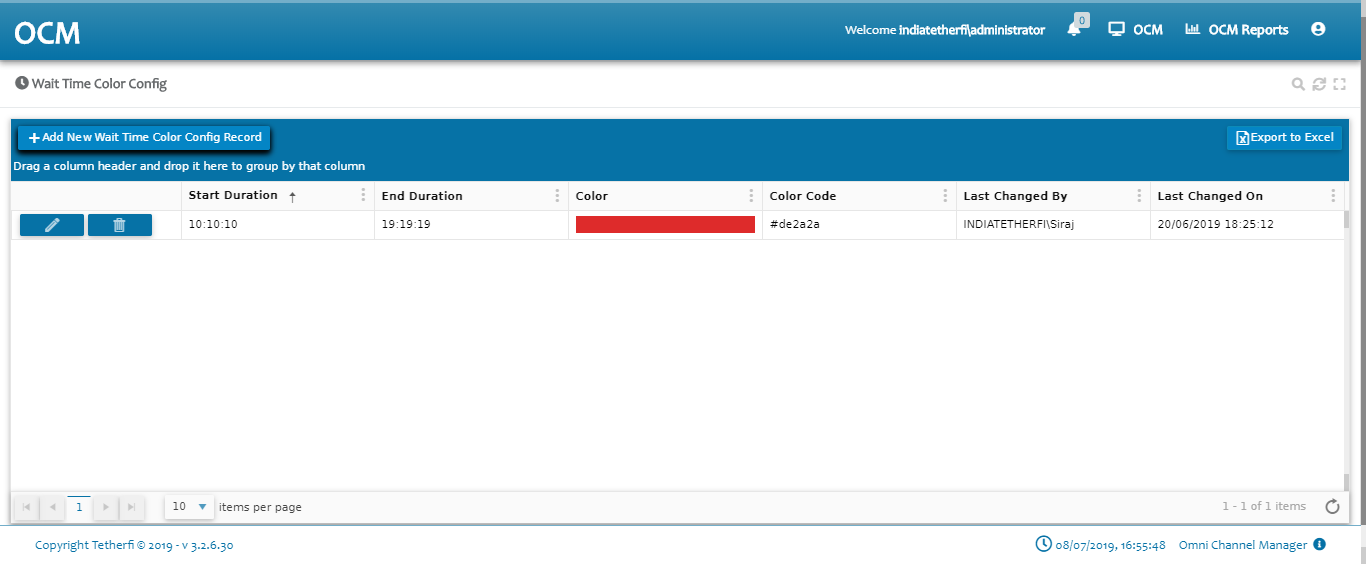 OCM
Welcome indiatetherfi\administrator
0
OCM
OCM Reports
Wait Time Color Config
Add New Wait Time Color Config Record
Export to Excel
Drag a column header and drop it here to group by that column
Start Duration End Duration Color Color Code Last Changed By Last Changed On
10:10:10 19:19:19 #de2a2a INDIATETHERFI\Siraj 20/06/2019 18:25:12
1 10 items per page 1 - 1 of 1 items
Copyright Tetherfi © 2019 - v 3.2.6.30 08/07/2019, 16:55:48 Omni Channel Manager